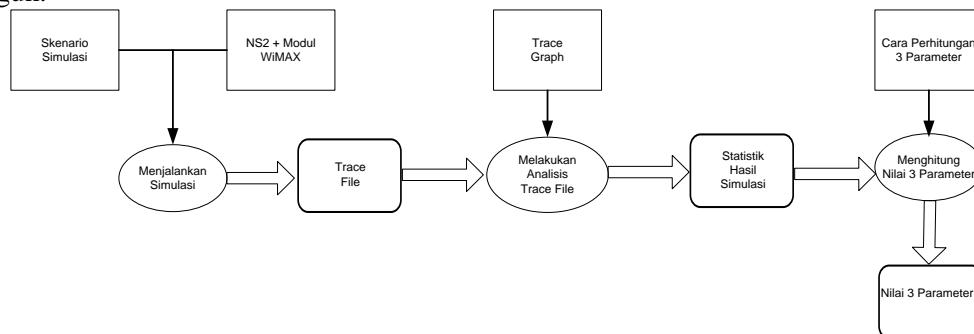 Skenario
Simulasi
NS2 + Modul
WiMAX
Trace
Graph
Cara Perhitungan
3 Parameter
Menjalankan
Simulasi
Trace
File
Melakukan
Analisis
Trace File
Statistik
Hasil
Simulasi
Menghitung
Nilai 3 Parameter
Nilai 3 Parameter